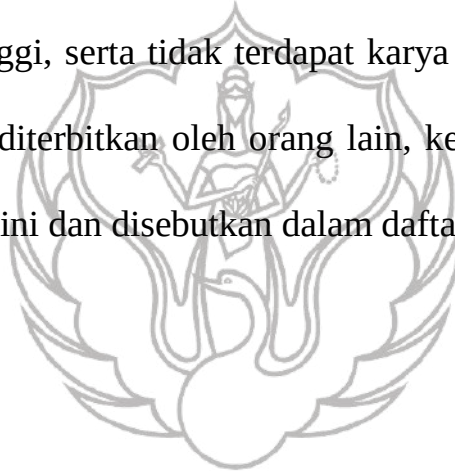 ggi, serta tidak terdapat karya
diterbitkan oleh orang lain, ke
ini dan disebutkan dalam dafta